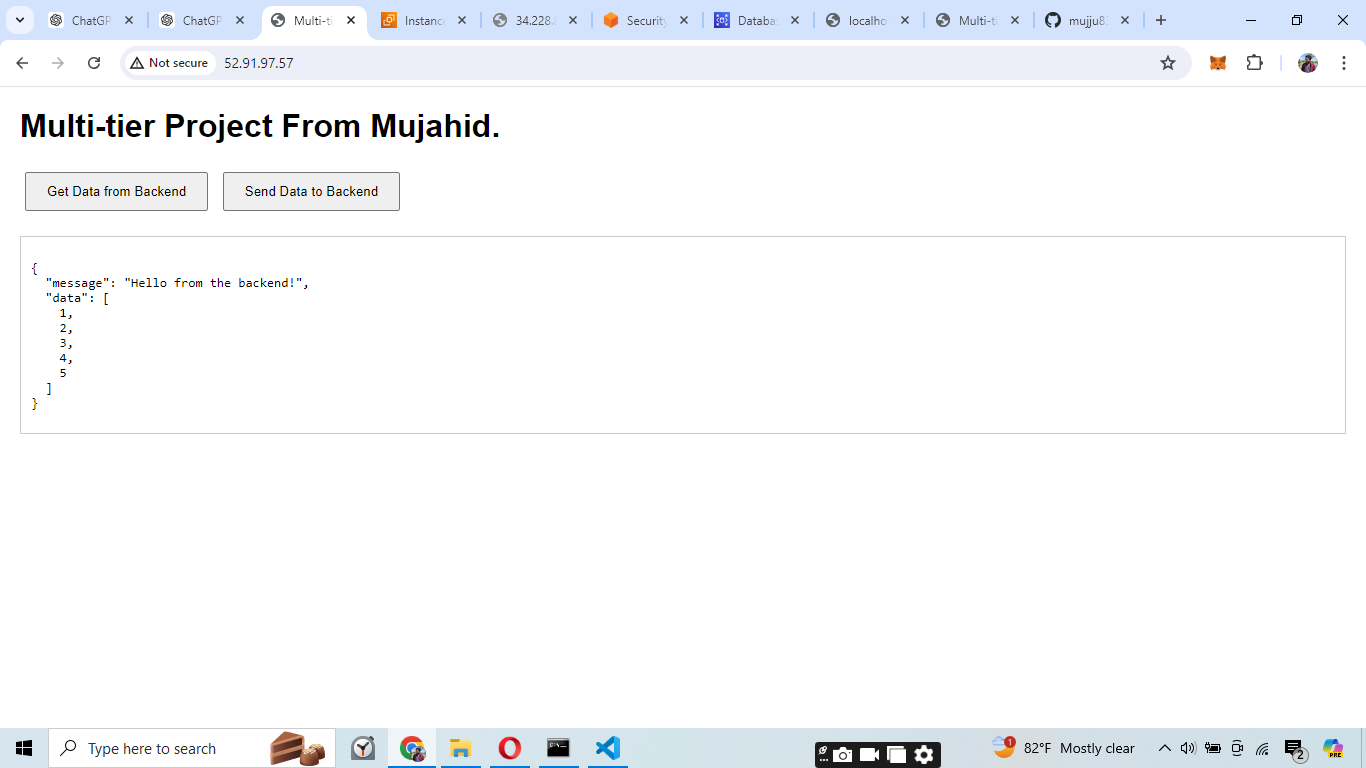 ChatGP
ChatGP
Multi-ti
Instanc
34.228.
Security
Databa
localho
Multi-ti
mujju8
Not secure
52.91.97.57
Multi-tier Project From Mujahid.
Get Data from Backend
Send Data to Backend
{
"message": "Hello from the backend!",
"data": [
1,
2,
3,
4,
5
]
}
Type here to search
1
82°F Mostly clear
2
PRE